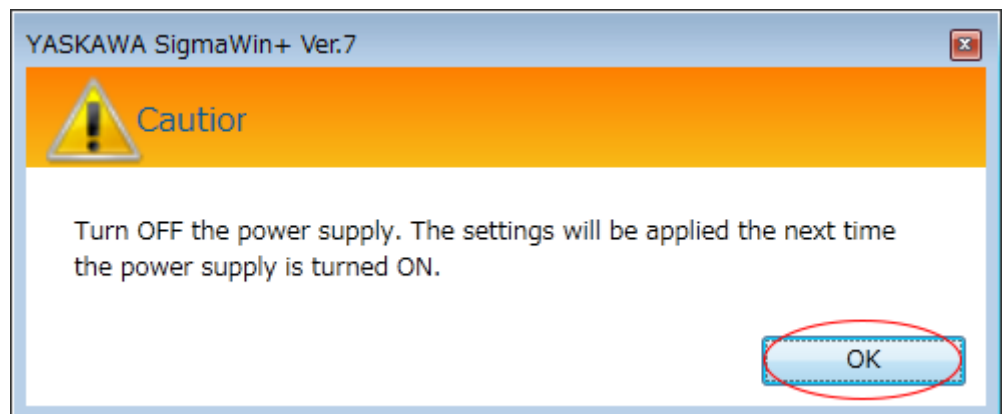 YASKAWA SigmaWin+ Ver.7
Cautior
Turn OFF the power supply. The settings will be applied the next time
the power supply is turned ON.
OK